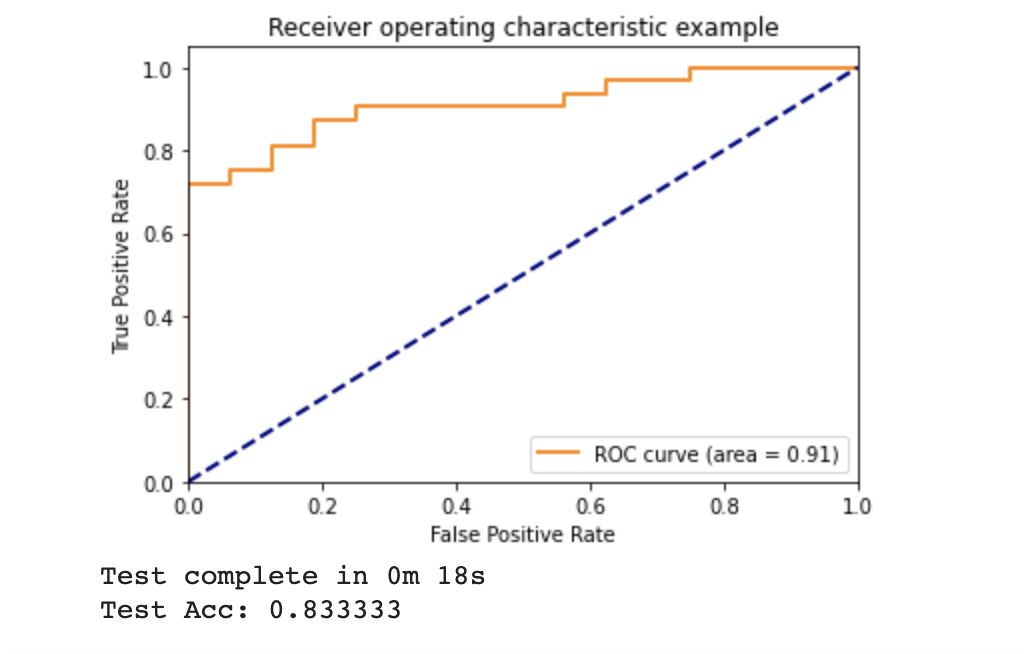 Receiver operating characteristic example
1.0
0.8
0.6
0.4
0.2
0.0
True Positive Rate
ROC curve (area = 0.91)
0.0 0.2 0.4 0.6 0.8 1.0
False Positive Rate
Test complete in 0m 18s
Test Acc: 0.833333